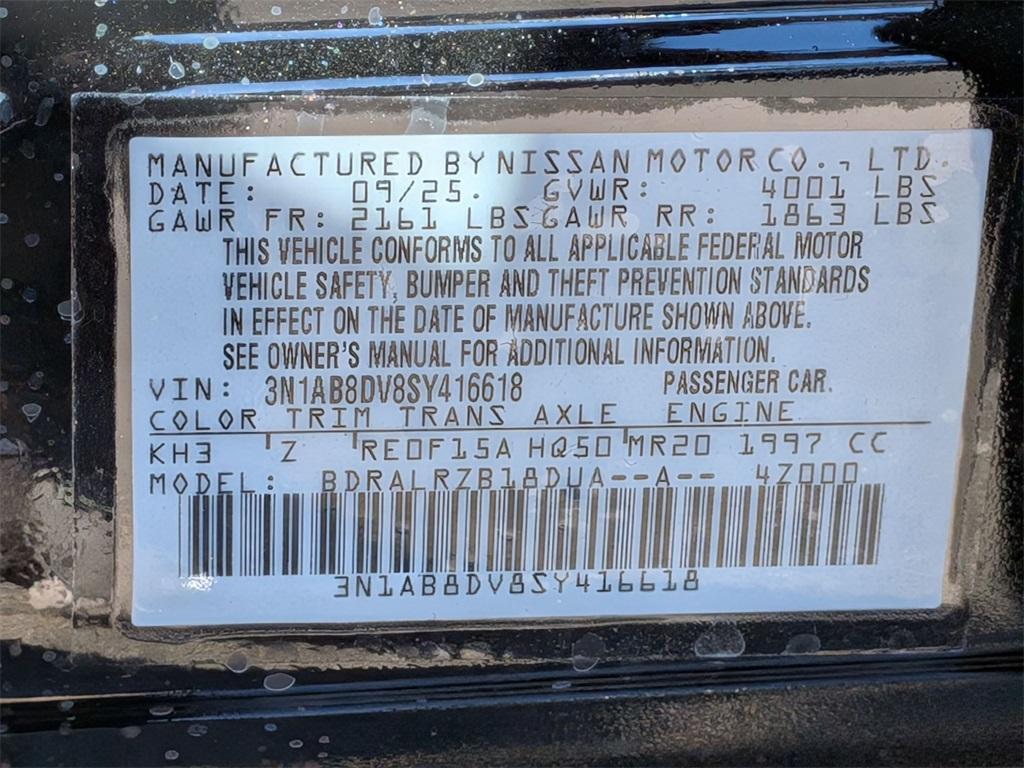 MANUFACTURED BY NISSAN MOTOR CO., LTD.
DATE: 09/25. GVWR: 4001 LBS
GAWR FR: 2161 LBS GAWR RR: 1863 LBS
THIS VEHICLE CONFORMS TO ALL APPLICABLE FEDERAL MOTOR
VEHICLE SAFETY, BUMPER AND THEFT PREVENTION STANDARDS
IN EFFECT ON THE DATE OF MANUFACTURE SHOWN ABOVE.
SEE OWNER'S MANUAL FOR ADDITIONAL INFORMATION.
VIN: 3N1AB8DV8SY416618 PASSENGER CAR.
COLOR TRIM TRANS AXLE ENGINE
KH3 Z RE0F15A HQ50 MR20 1997 CC
MODEL: BDRALRZB18DUA--A-- 4Z000
3N1AB8DV8SY416618